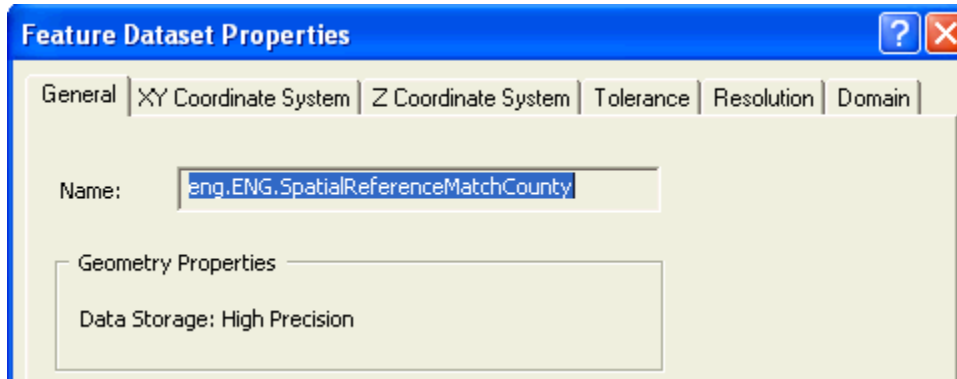 Feature Dataset Properties ?
General XY Coordinate System Z Coordinate System Tolerance Resolution Domain
Name: eng.ENG.SpatialReferenceMatchCounty
Geometry Properties
Data Storage: High Precision